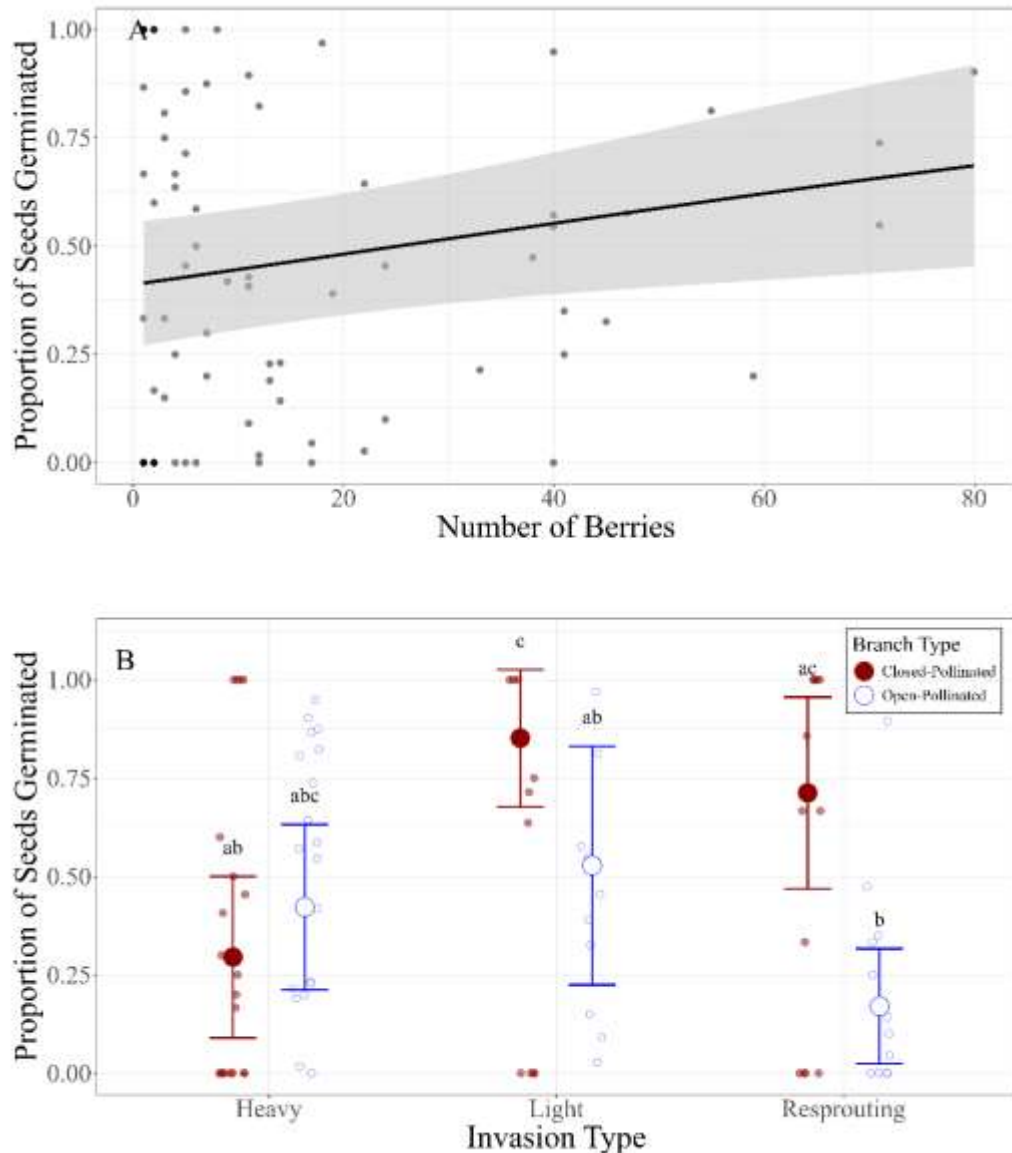 A
1.00
0.75
0.50
0.25
0.00
Proportion of Seeds Germinated
0 20 40 60 80
Number of Berries
B
c
ac
ab
abc
ab
b
Branch Type
Closed-Pollinated
Open-Pollinated
1.00
0.75
0.50
0.25
0.00
Proportion of Seeds Germinated
Heavy Light Resprouting
Invasion Type